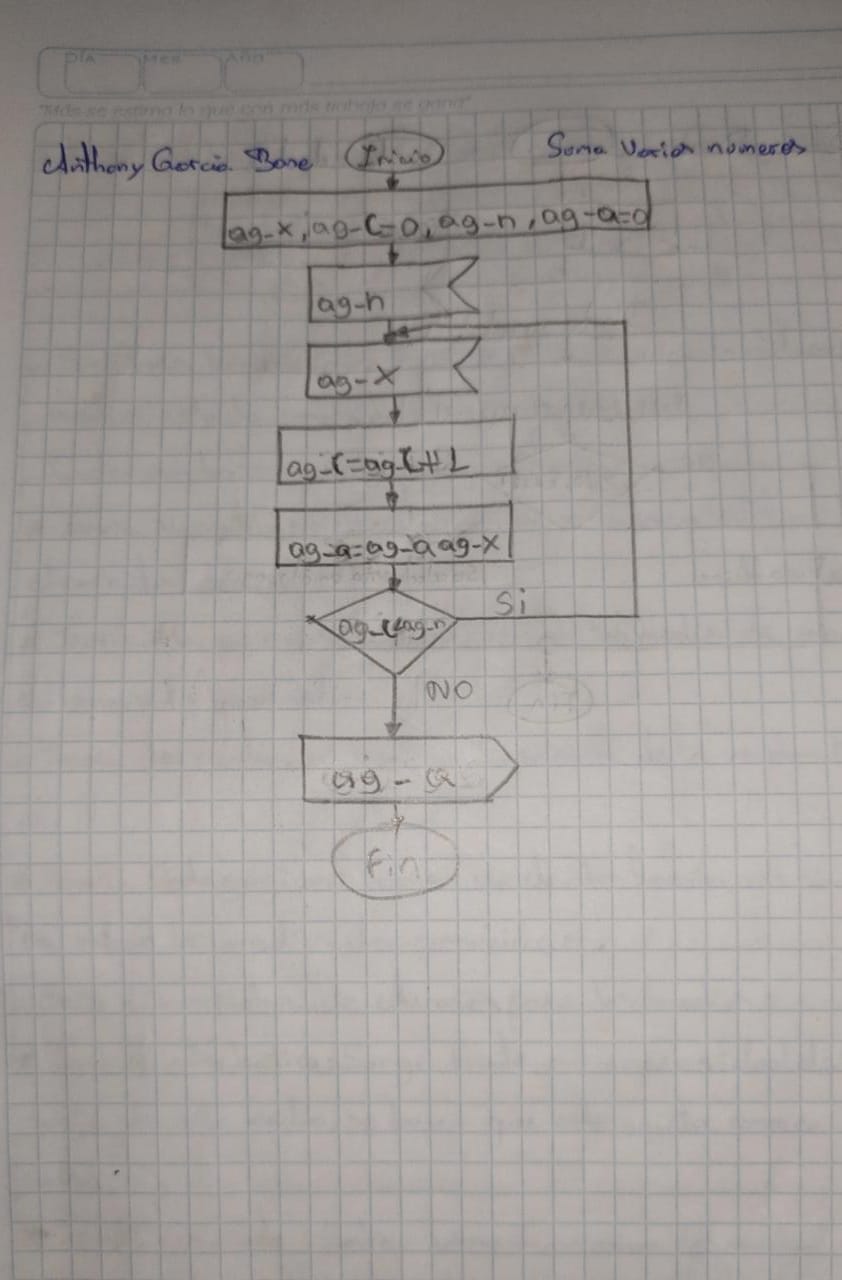 DÍA MES AÑO
"Más se estima lo que con más trabajo se gana"
Anthony Garcia Bone Inicio Suma Varios numeros
ag-x, ag-c=0, ag-n, ag-a=0
ag-n
ag-x
ag-c=ag-c+1
ag-a=ag-a ag-x
ag-c<ag-n
Si
NO
ag-a
Fin